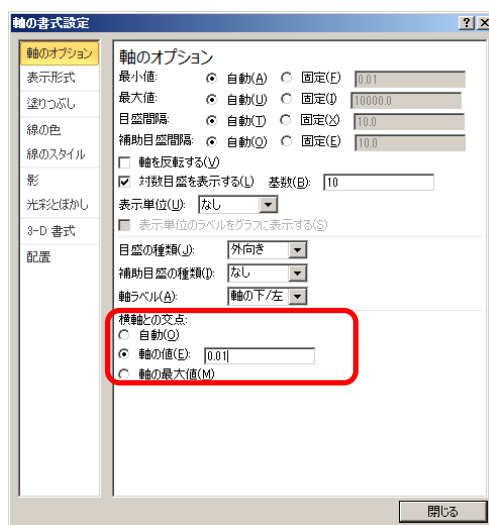 軸の書式設定
軸のオプション
表示形式
塗りつぶし
線の色
線のスタイル
影
光彩とぼかし
3-D 書式
配置
軸のオプション
最小値: 自動(A) 固定(F) 0.01
最大値: 自動(U) 固定(I) 10000.0
目盛間隔: 自動(T) 固定(X) 10.0
補助目盛間隔: 自動(O) 固定(E) 10.0
軸を反転する(V)
対数目盛を表示する(L) 基数(B): 10
表示単位(U): なし
表示単位のラベルをグラフに表示する(S)
目盛の種類(J): 外向き
補助目盛の種類(I): なし
軸ラベル(A): 軸の下/左
横軸との交点:
自動(O)
軸の値(E): 0.01
軸の最大値(M)
閉じる